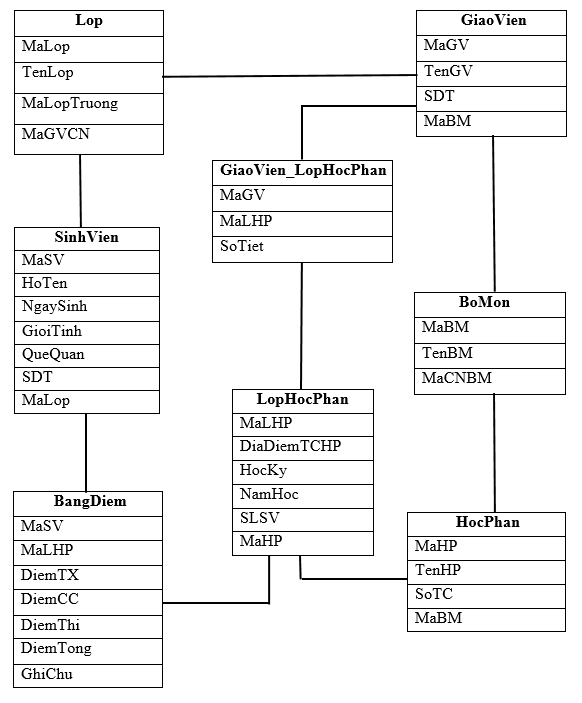 Lop
MaLop
TenLop
MaLopTruong
MaGVCN
GiaoVien
MaGV
TenGV
SDT
MaBM
GiaoVien_LopHocPhan
MaGV
MaLHP
SoTiet
SinhVien
MaSV
HoTen
NgaySinh
GioiTinh
QueQuan
SDT
MaLop
BoMon
MaBM
TenBM
MaCNBM
LopHocPhan
MaLHP
DiaDiemTCHP
HocKy
NamHoc
SLSV
MaHP
BangDiem
MaSV
MaLHP
DiemTX
DiemCC
DiemThi
DiemTong
GhiChu
HocPhan
MaHP
TenHP
SoTC
MaBM